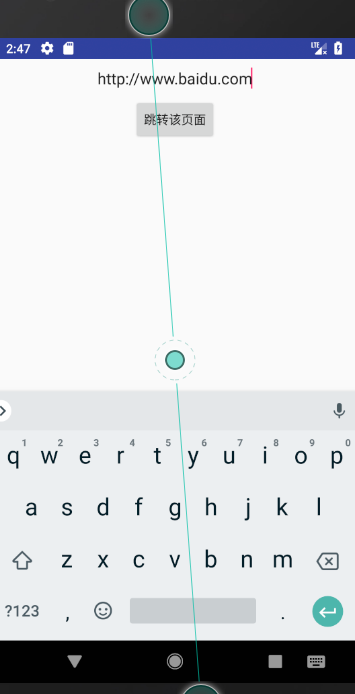 2:47 LTE
http://www.baidu.com
跳转该页面
1 2 3 4 5 6 7 8 9 0
q w e r t y u i o p
a s d f g h j k l
z x c v b n m
?123 , .